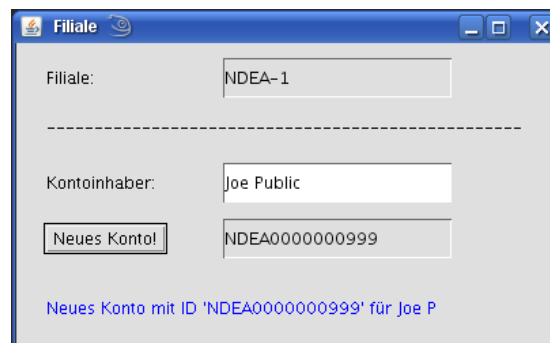 Filiale
Filiale: NDEA-1
-----------------------------------------------------
Kontoinhaber: Joe Public
Neues Konto! NDEA0000000999
Neues Konto mit ID 'NDEA0000000999' für Joe P